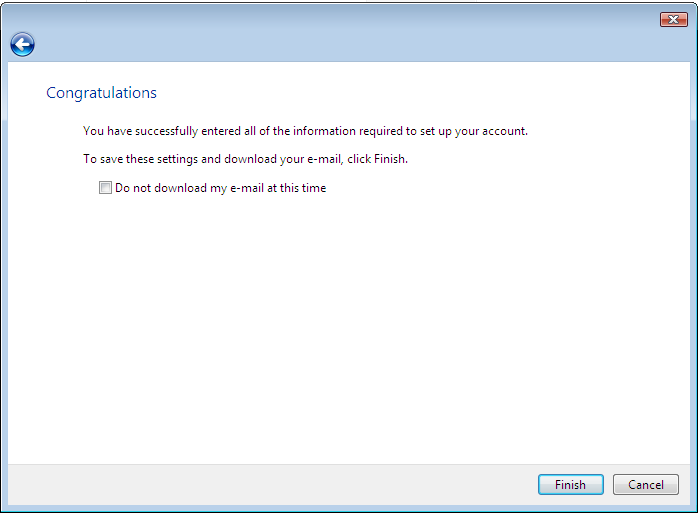 Congratulations
You have successfully entered all of the information required to set up your account.
To save these settings and download your e-mail, click Finish.
Do not download my e-mail at this time
Finish
Cancel